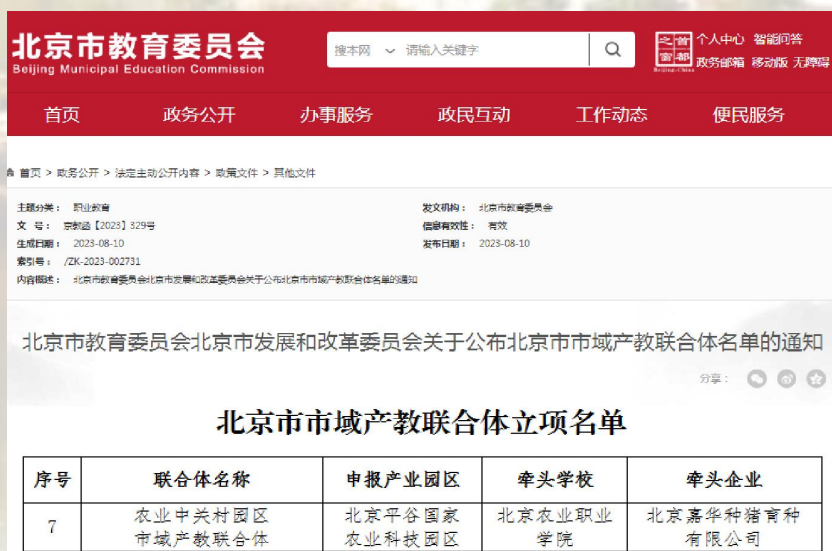 北京市教育委员会
Beijing Municipal Education Commission
搜本网 请输入关键字
首都之窗
Beijing-China
个人中心 智能问答
政务邮箱 移动版 无障碍
首页 政务公开 办事服务 政民互动 工作动态 便民服务
首页 > 政务公开 > 法定主动公开内容 > 政策文件 > 其他文件
主题分类： 职业教育 发文机构： 北京市教育委员会
文 号： 京教函【2023】329号 信息有效性： 有效
生成日期： 2023-08-10 发布日期： 2023-08-10
索引号： /ZK-2023-002731
内容概述： 北京市教育委员会北京市发展和改革委员会关于公布北京市市域产教联合体名单的通知
北京市教育委员会北京市发展和改革委员会关于公布北京市市域产教联合体名单的通知
分享：
北京市市域产教联合体立项名单
序号 联合体名称 申报产业园区 牵头学校 牵头企业
7 农业中关村园区 北京平谷国家 北京农业职业 北京嘉华种猪育种
市域产教联合体 农业科技园区 学院 有限公司